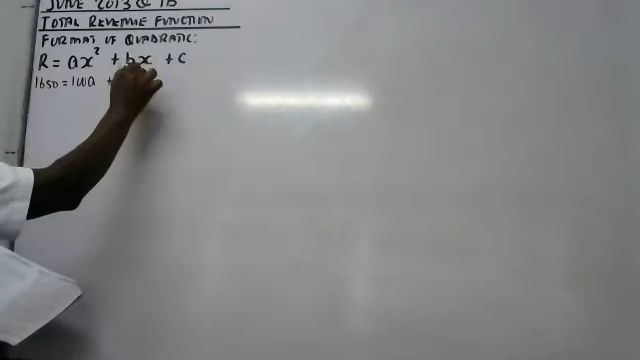 JUNE 2013 Q 1B
TOTAL REVENUE FUNCTION
FORMAT OF QUADRATIC:
R = ax² + bx + c
1650 = 100a +